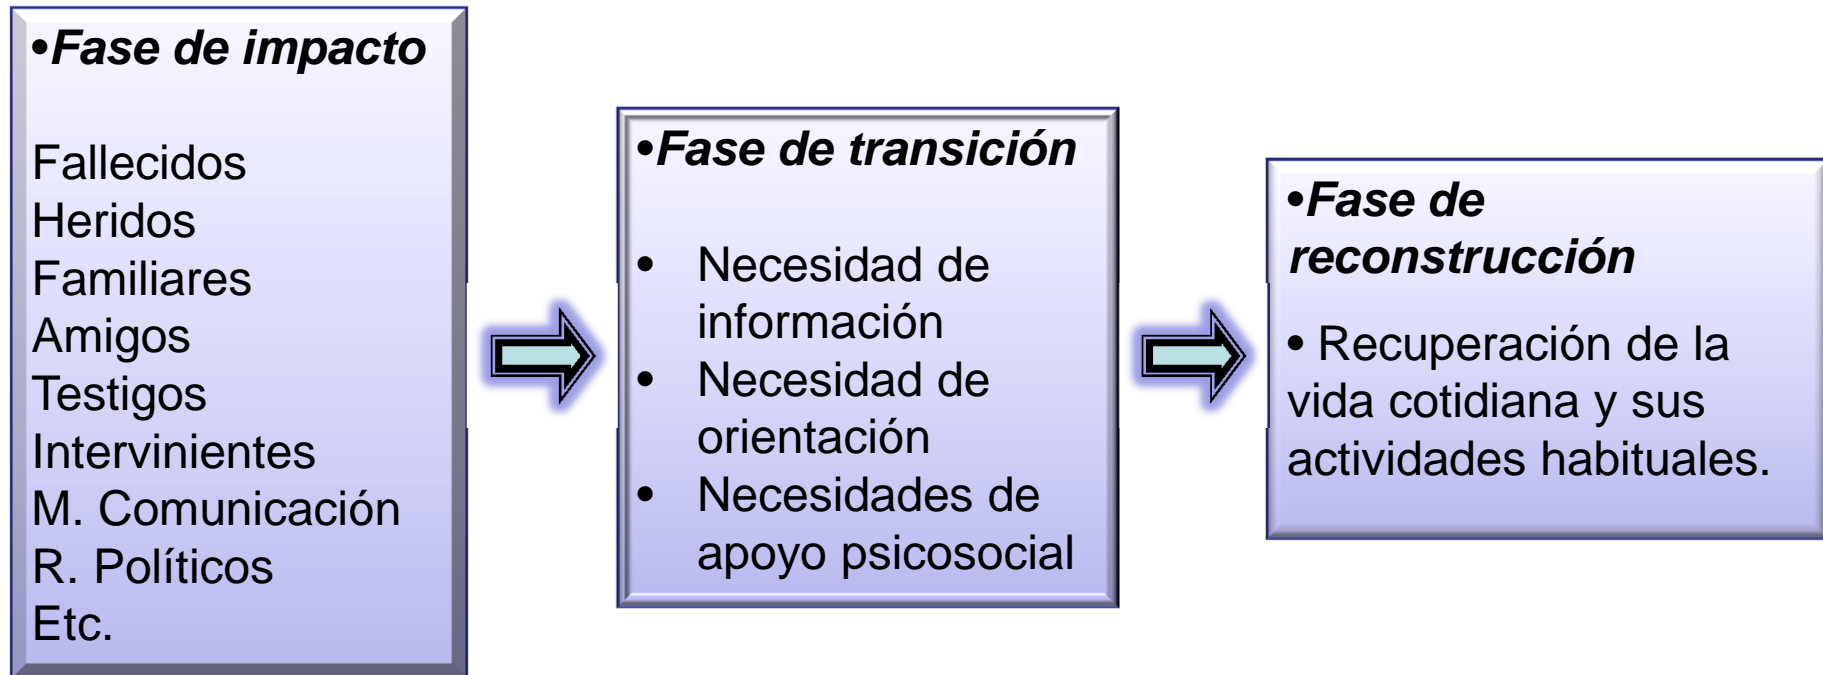 •Fase de impacto
Fallecidos
Heridos
Familiares
Amigos
Testigos
Intervinientes
M. Comunicación
R. Políticos
Etc.
•Fase de transición
• Necesidad de
información
• Necesidad de
orientación
• Necesidades de
apoyo psicosocial
•Fase de
reconstrucción
• Recuperación de la
vida cotidiana y sus
actividades habituales.